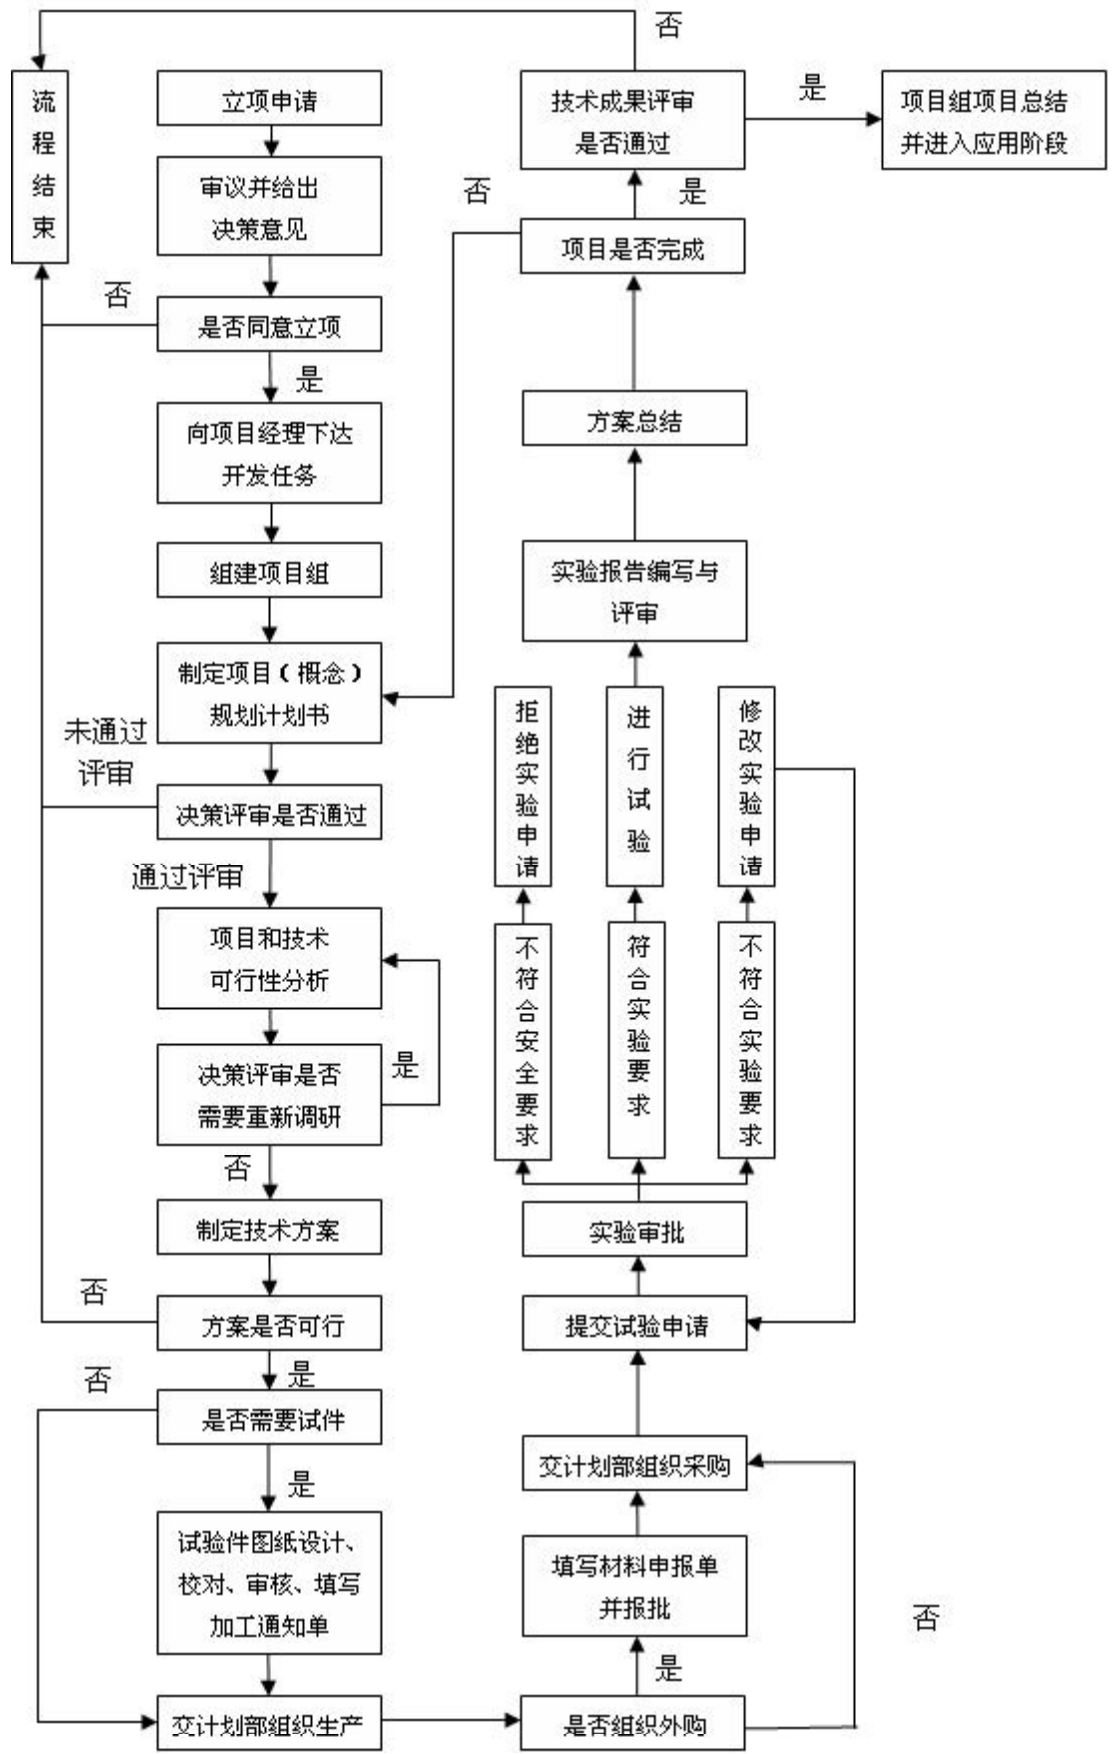 流
程
结
束
立项申请
审议并给出
决策意见
否
是否同意立项
是
向项目经理下达
开发任务
组建项目组
制定项目（概念）
规划计划书
未通过
评审
决策评审是否通过
通过评审
项目和技术
可行性分析
决策评审是否
需要重新调研
是
否
制定技术方案
否
方案是否可行
是
否
是否需要试件
是
试验件图纸设计、
校对、审核、填写
加工通知单
交计划部组织生产
否
技术成果评审
是否通过
是
项目组项目总结
并进入应用阶段
否
是
项目是否完成
方案总结
实验报告编写与
评审
拒绝实验申请
进行试验
修改实验申请
不符合安全要求
符合实验要求
不符合实验要求
实验审批
提交试验申请
交计划部组织采购
填写材料申报单
并报批
否
是
是否组织外购